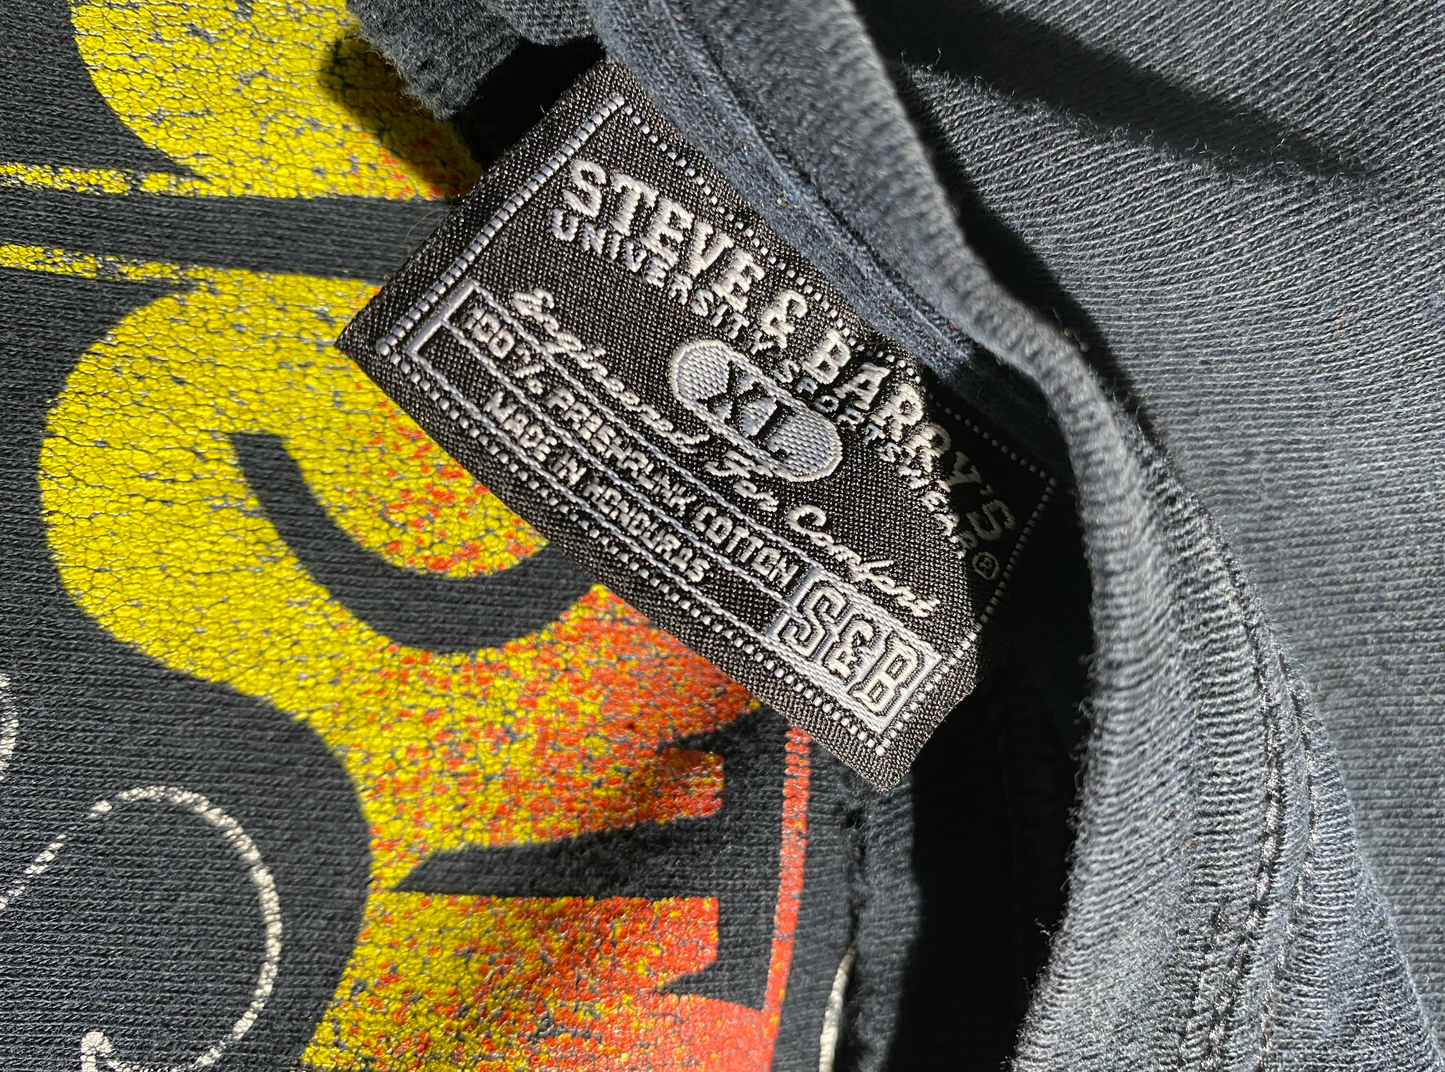 STEVE & BARRY'S®
UNIVERSITY SPORTSWEAR
XL
Engineered For Comfort
100% PRESHRUNK COTTON
MADE IN HONDURAS
S&B